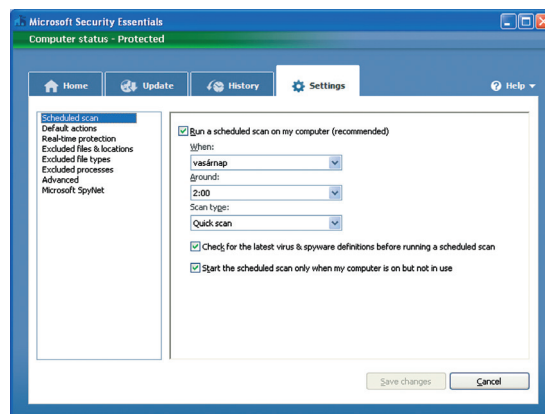 Microsoft Security Essentials
Computer status - Protected
Home
Update
History
Settings
Help
Scheduled scan
Default actions
Real-time protection
Excluded files & locations
Excluded file types
Excluded processes
Advanced
Microsoft SpyNet
Run a scheduled scan on my computer (recommended)
When:
vasárnap
Around:
2:00
Scan type:
Quick scan
Check for the latest virus & spyware definitions before running a scheduled scan
Start the scheduled scan only when my computer is on but not in use
Save changes
Cancel